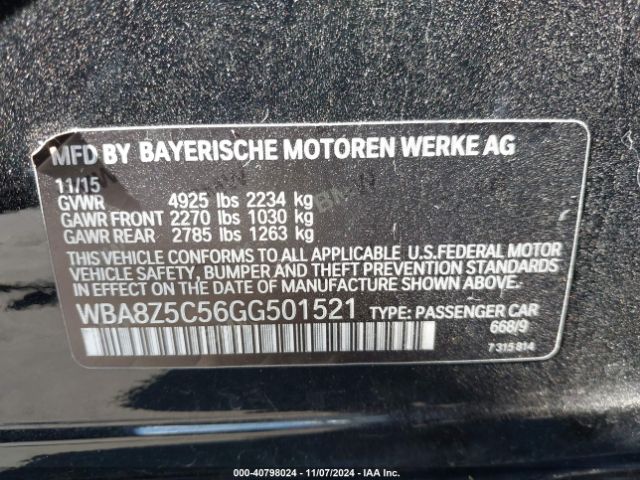 MFD BY BAYERISCHE MOTOREN WERKE AG
11/15
GVWR 4925 lbs 2234 kg
GAWR FRONT 2270 lbs 1030 kg
GAWR REAR 2785 lbs 1263 kg
THIS VEHICLE CONFORMS TO ALL APPLICABLE U.S.FEDERAL MOTOR
VEHICLE SAFETY, BUMPER AND THEFT PREVENTION STANDARDS
IN EFFECT ON THE DATE OF MANUFACTURE SHOWN ABOVE.
WBA8Z5C56GG501521 TYPE: PASSENGER CAR
668/9
7 315 814
© 40798024 — 11/07/2024 — IAA Inc.